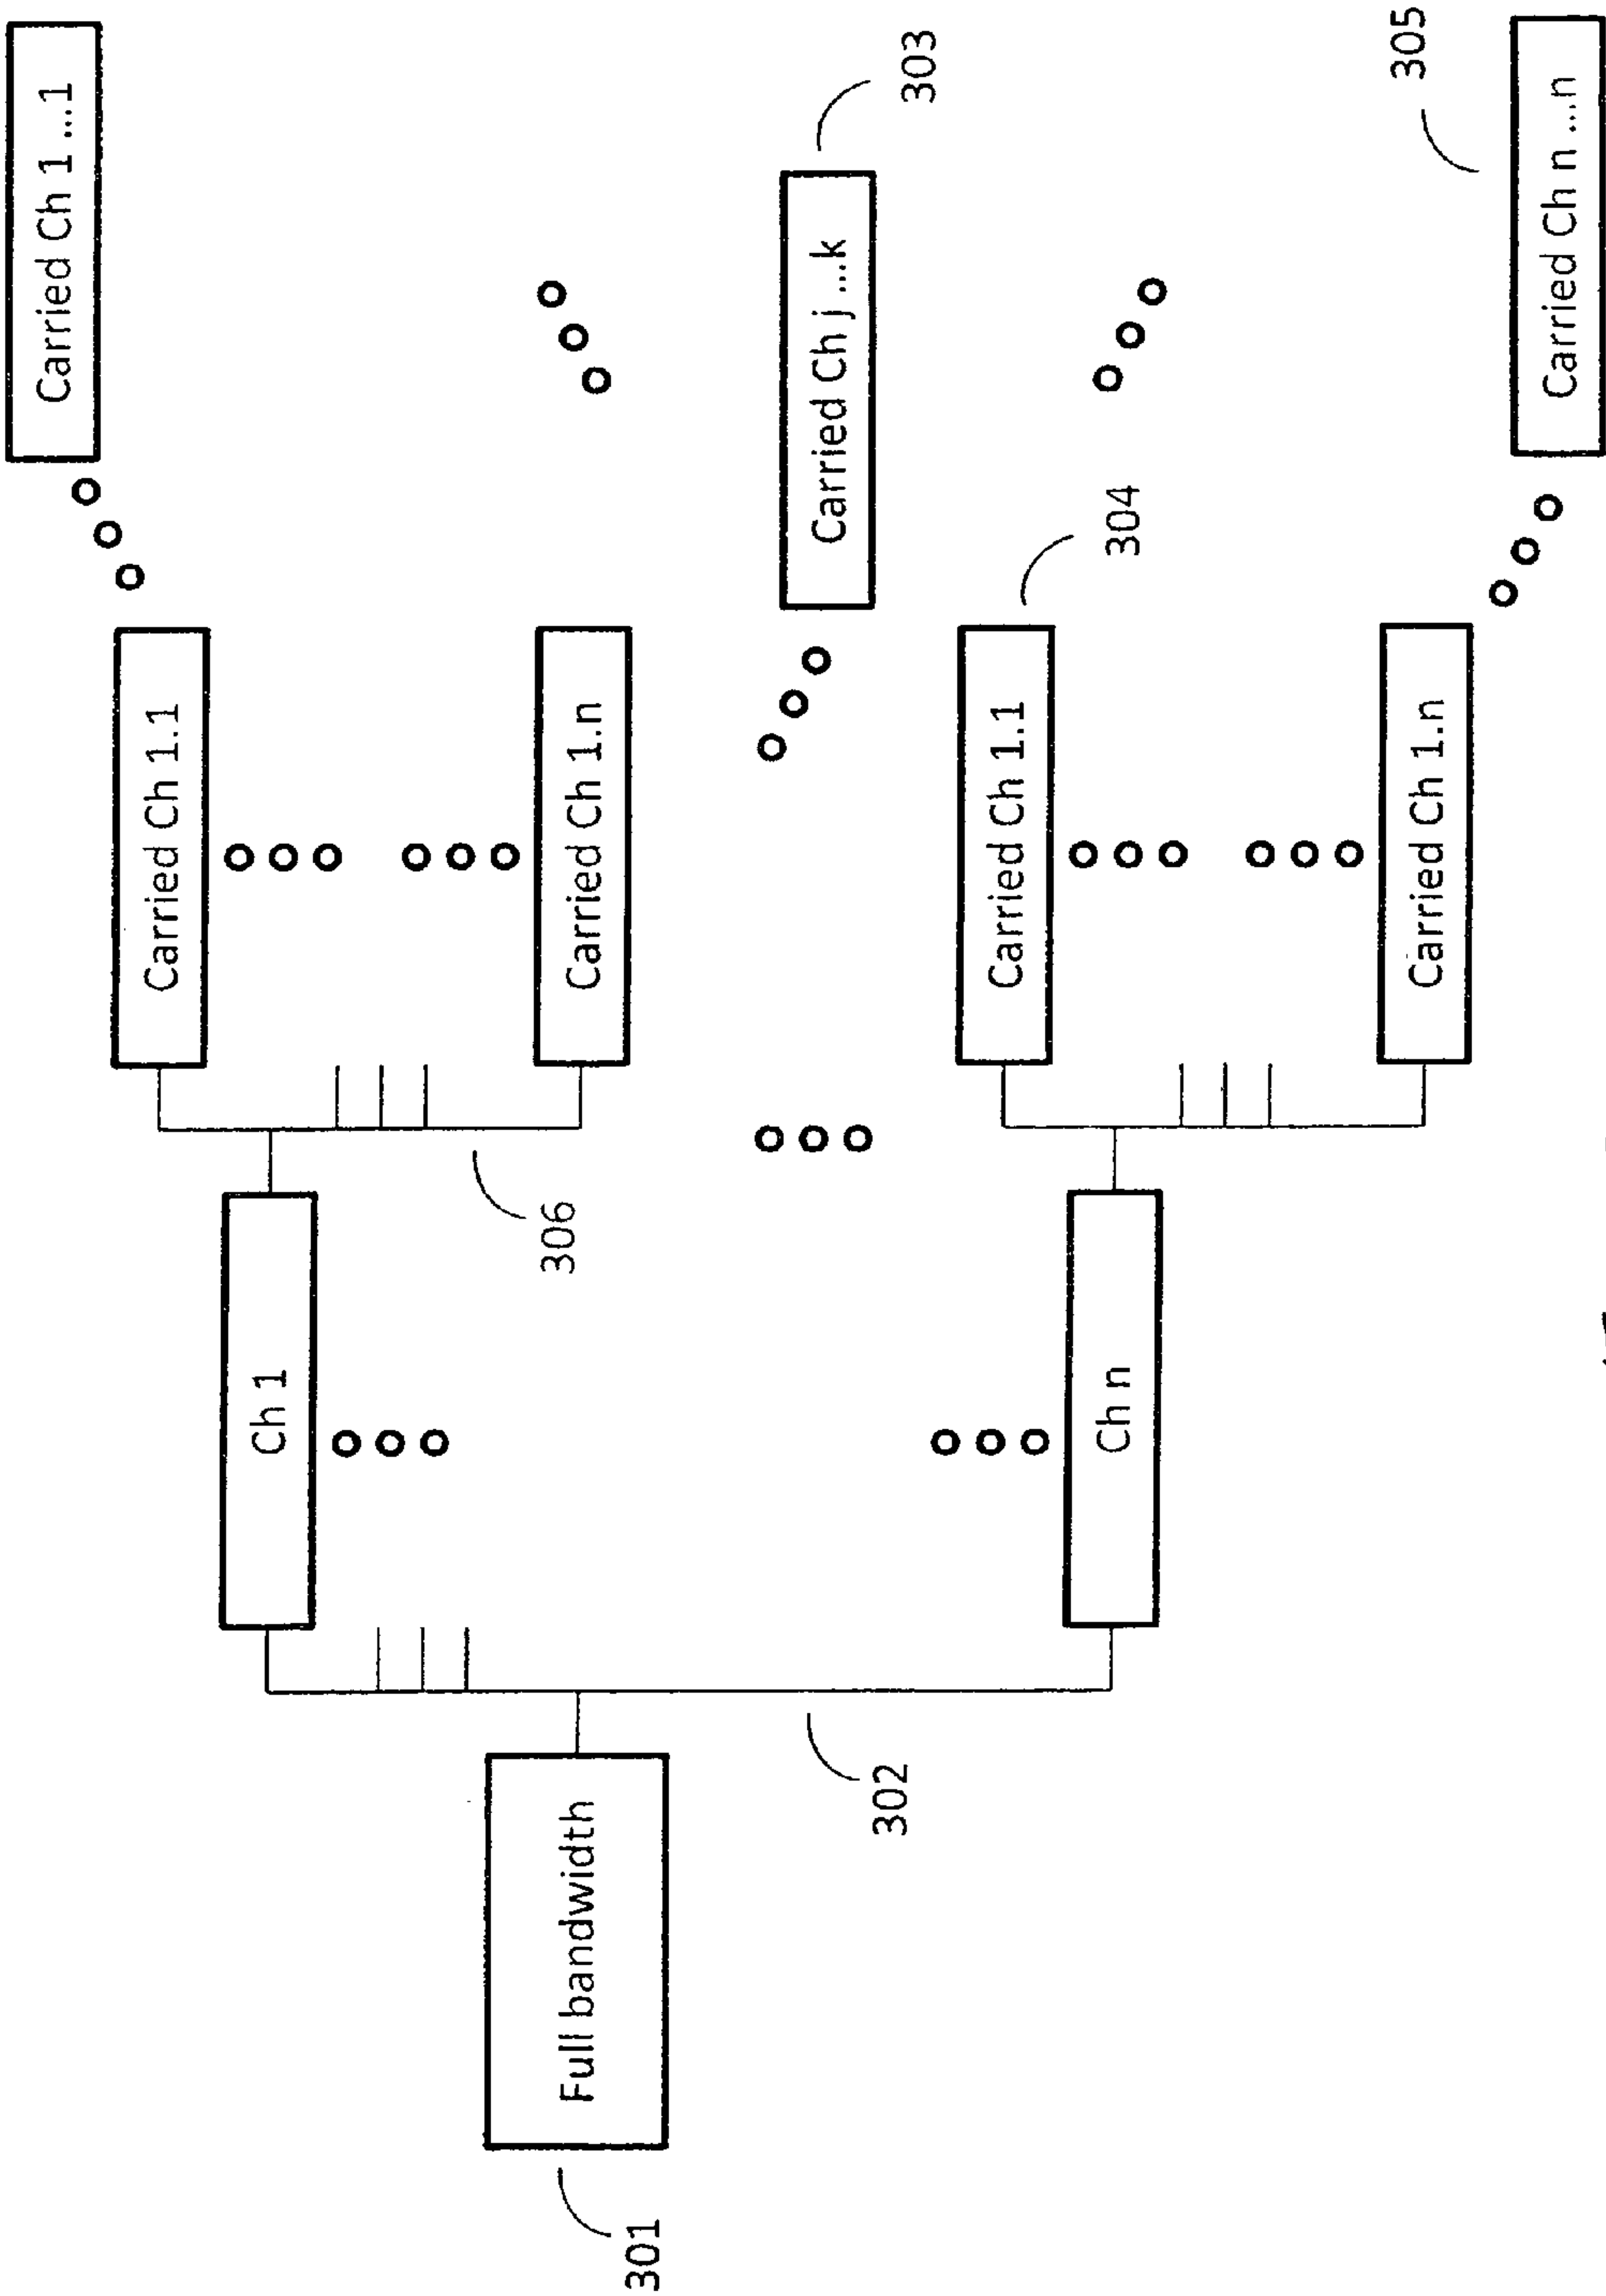 Full bandwidth
301
302
Ch 1
Ch n
306
Carried Ch 1.1
Carried Ch 1.n
Carried Ch 1.1
304
Carried Ch 1.n
Carried Ch 1 ...1
Carried Ch j ...k
303
Carried Ch n ...n
305